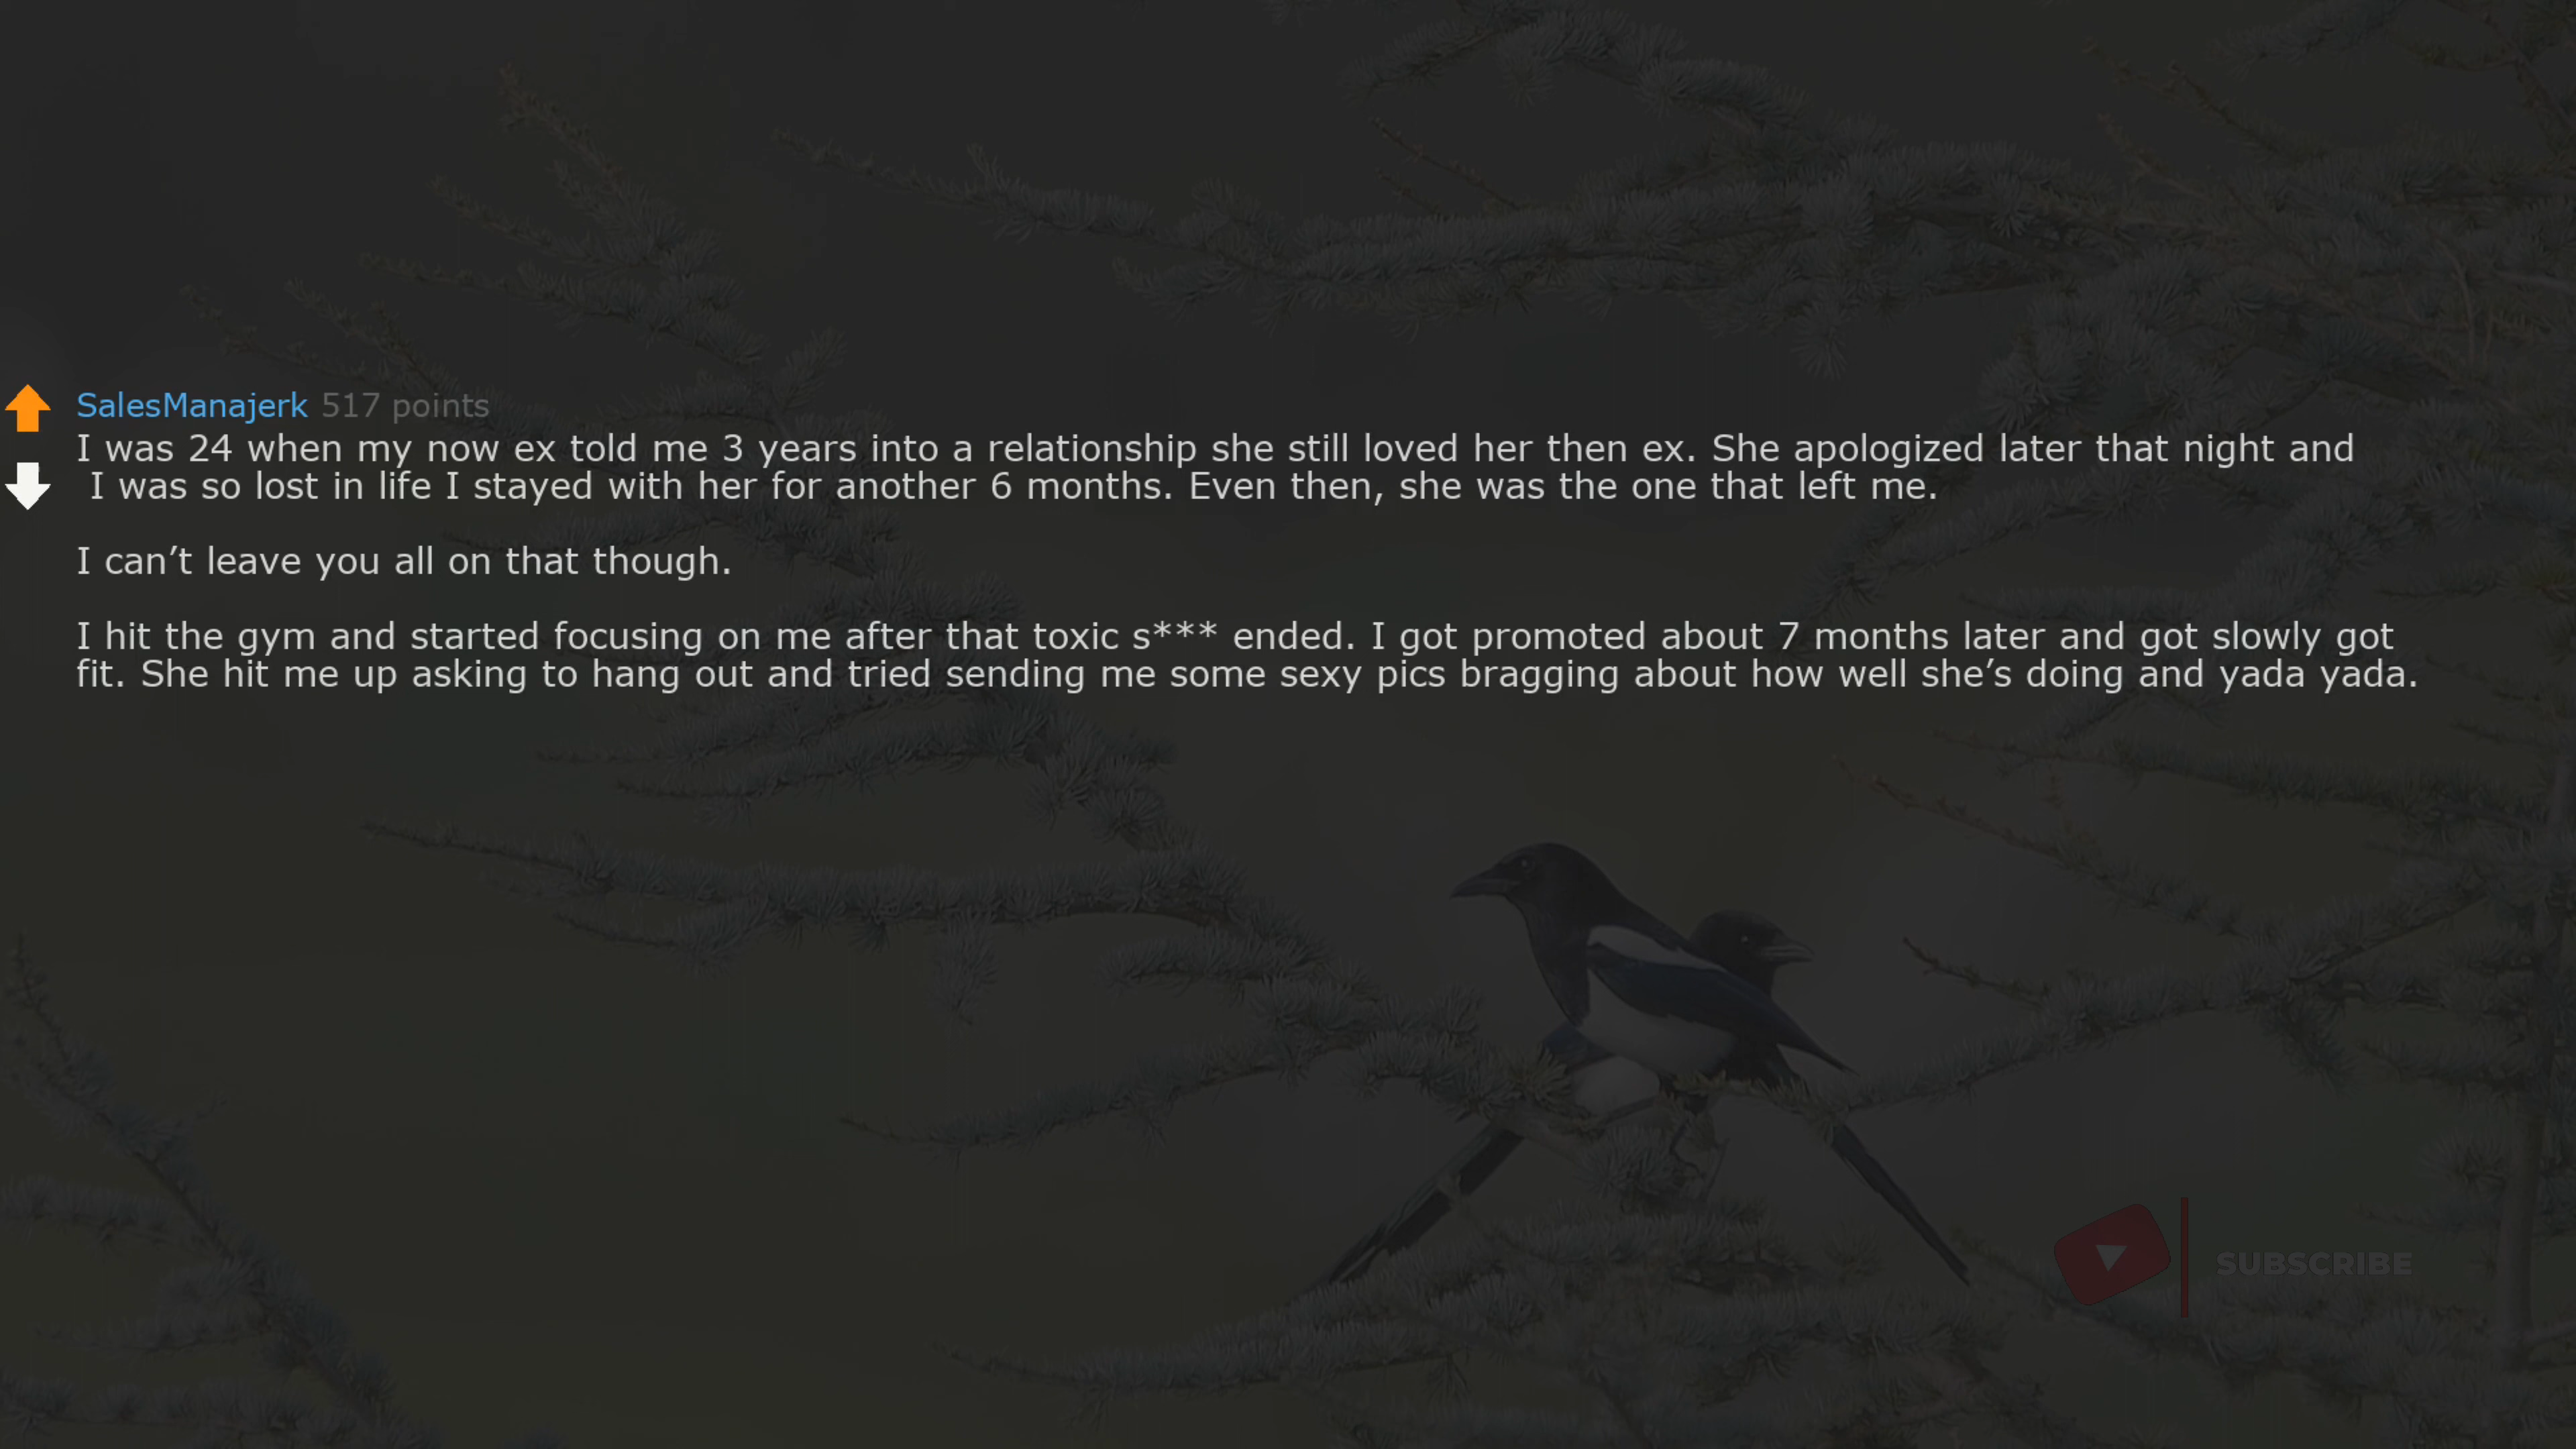 SalesManajerk 517 points
I was 24 when my now ex told me 3 years into a relationship she still loved her then ex. She apologized later that night and
I was so lost in life I stayed with her for another 6 months. Even then, she was the one that left me.
I can’t leave you all on that though.
I hit the gym and started focusing on me after that toxic s*** ended. I got promoted about 7 months later and got slowly got
fit. She hit me up asking to hang out and tried sending me some sexy pics bragging about how well she’s doing and yada yada.
SUBSCRIBE